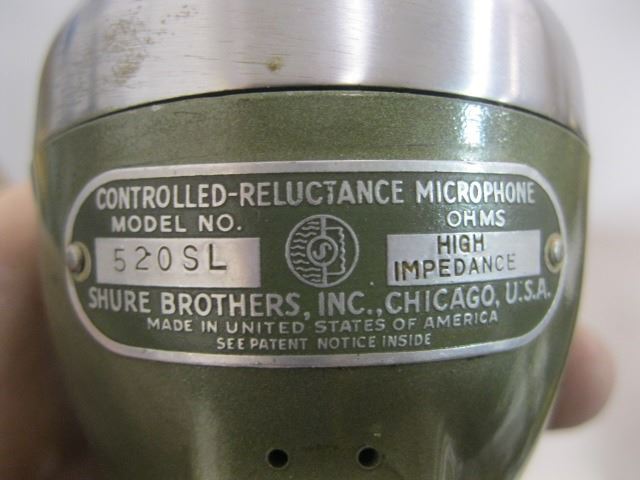 CONTROLLED-RELUCTANCE MICROPHONE
MODEL NO. OHMS
520SL HIGH IMPEDANCE
SHURE BROTHERS, INC., CHICAGO, U.S.A.
MADE IN UNITED STATES OF AMERICA
SEE PATENT NOTICE INSIDE